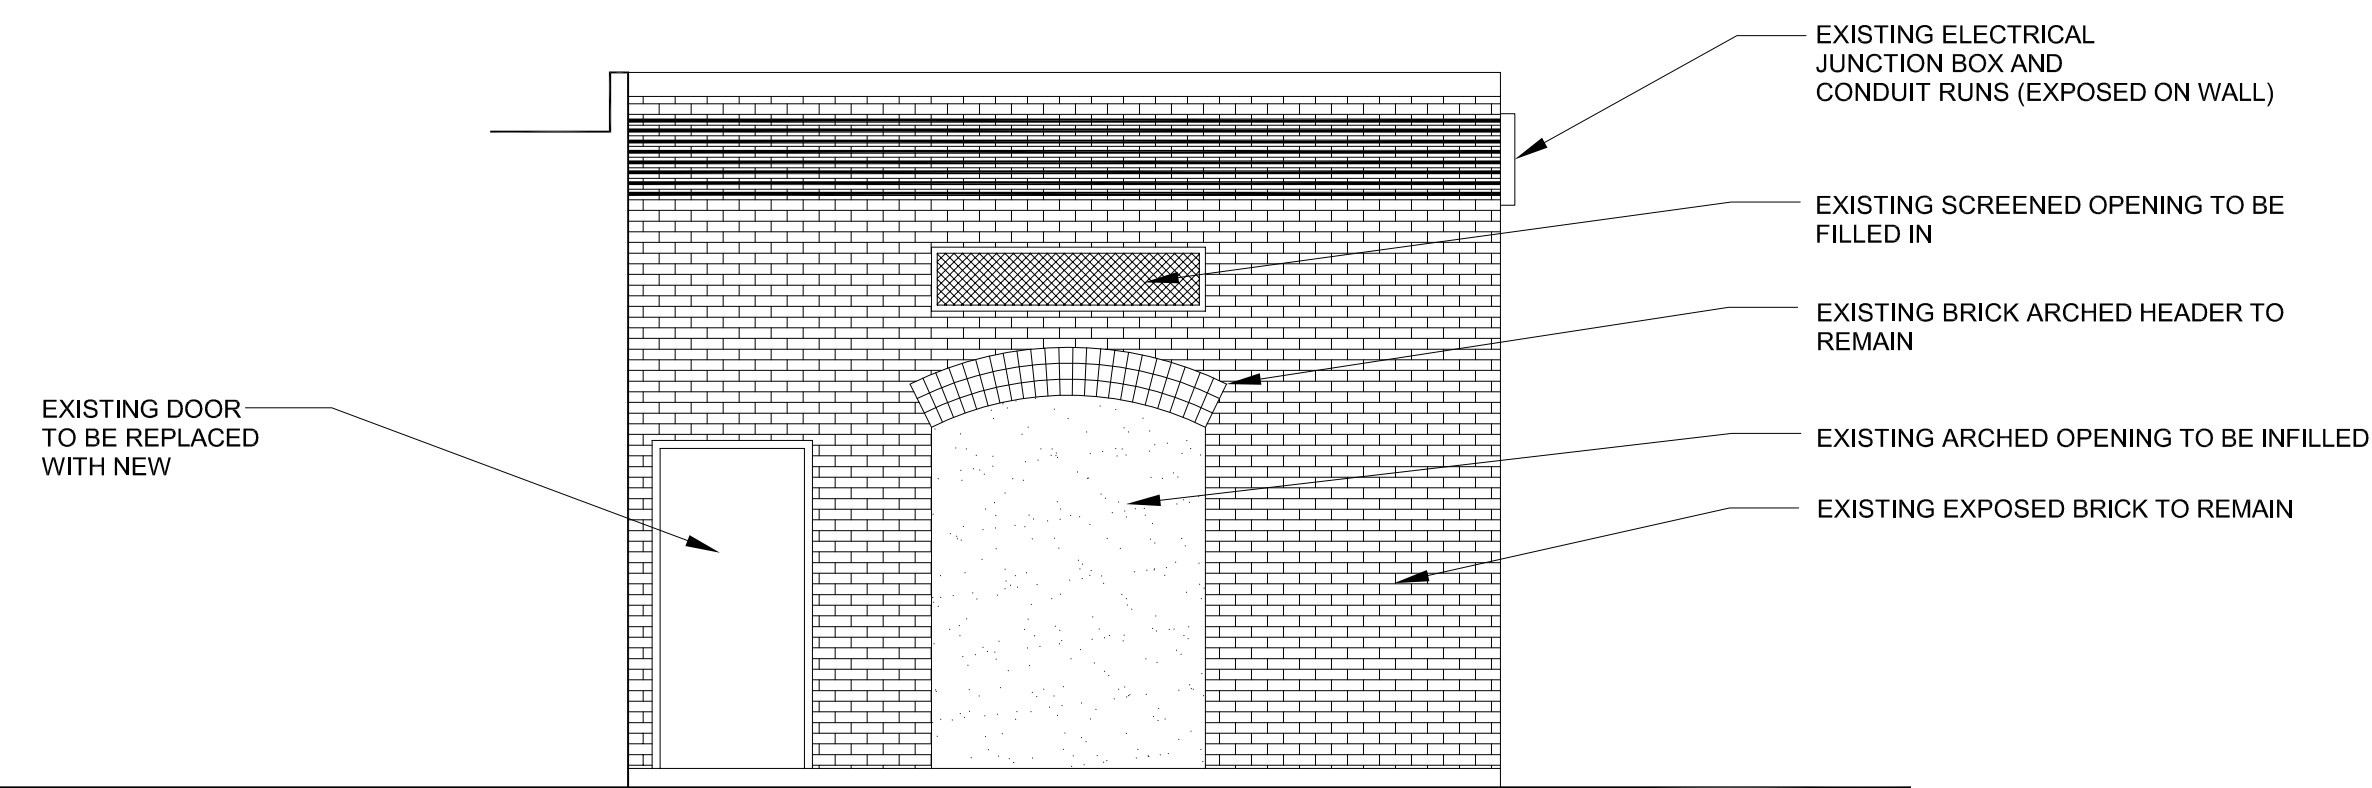 EXISTING ELECTRICAL
JUNCTION BOX AND
CONDUIT RUNS (EXPOSED ON WALL)
EXISTING SCREENED OPENING TO BE
FILLED IN
EXISTING BRICK ARCHED HEADER TO
REMAIN
EXISTING DOOR
TO BE REPLACED
WITH NEW
EXISTING ARCHED OPENING TO BE INFILLED
EXISTING EXPOSED BRICK TO REMAIN